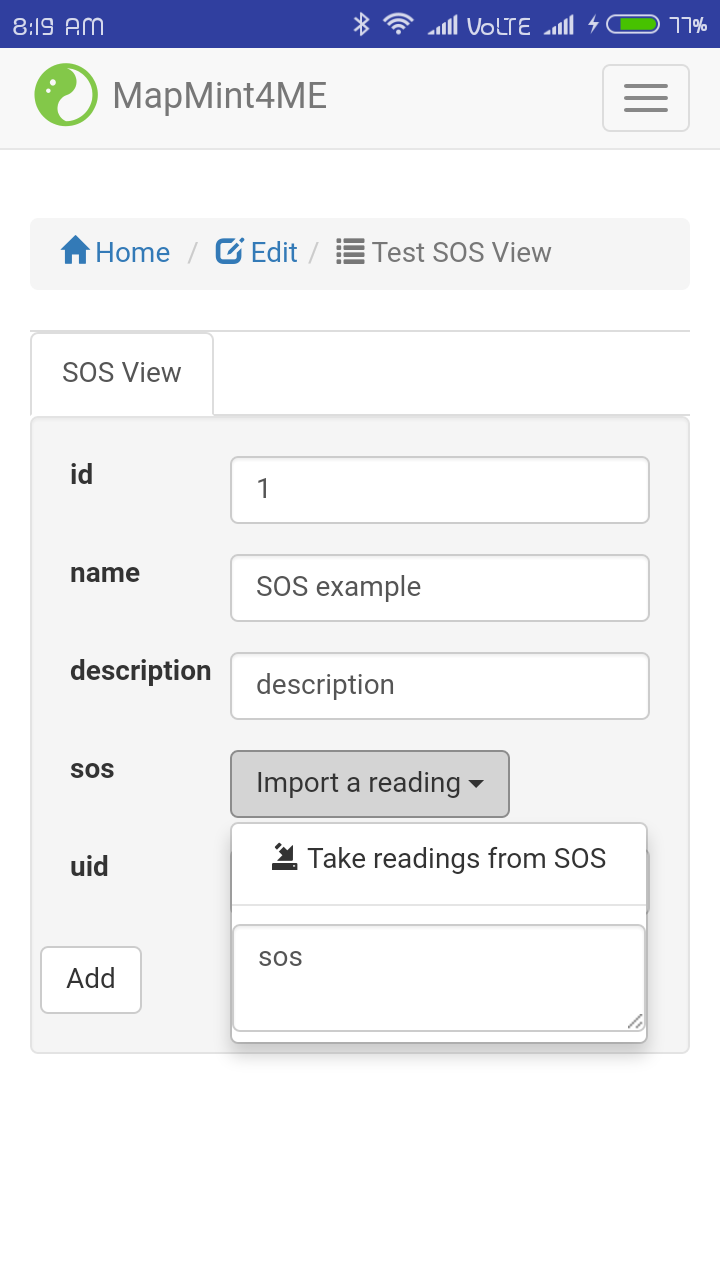 8:19 AM VoLTE 77%
MapMint4ME
Home / Edit / Test SOS View
SOS View
id 1
name SOS example
description description
sos Import a reading
Take readings from SOS
uid
sos
Add